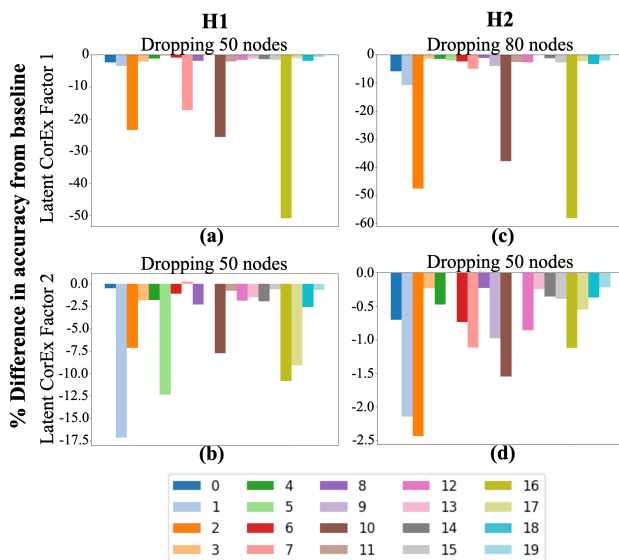 H1
H2
% Difference in accuracy from baseline
Latent CorEx Factor 1
Dropping 50 nodes
0
-10
-20
-30
-40
-50
(a)
Dropping 80 nodes
0
-10
-20
-30
-40
-50
-60
(c)
Latent CorEx Factor 2
Dropping 50 nodes
0.0
-2.5
-5.0
-7.5
-10.0
-12.5
-15.0
-17.5
(b)
Dropping 50 nodes
0.0
-0.5
-1.0
-1.5
-2.0
-2.5
(d)
0 4 8 12 16
1 5 9 13 17
2 6 10 14 18
3 7 11 15 19